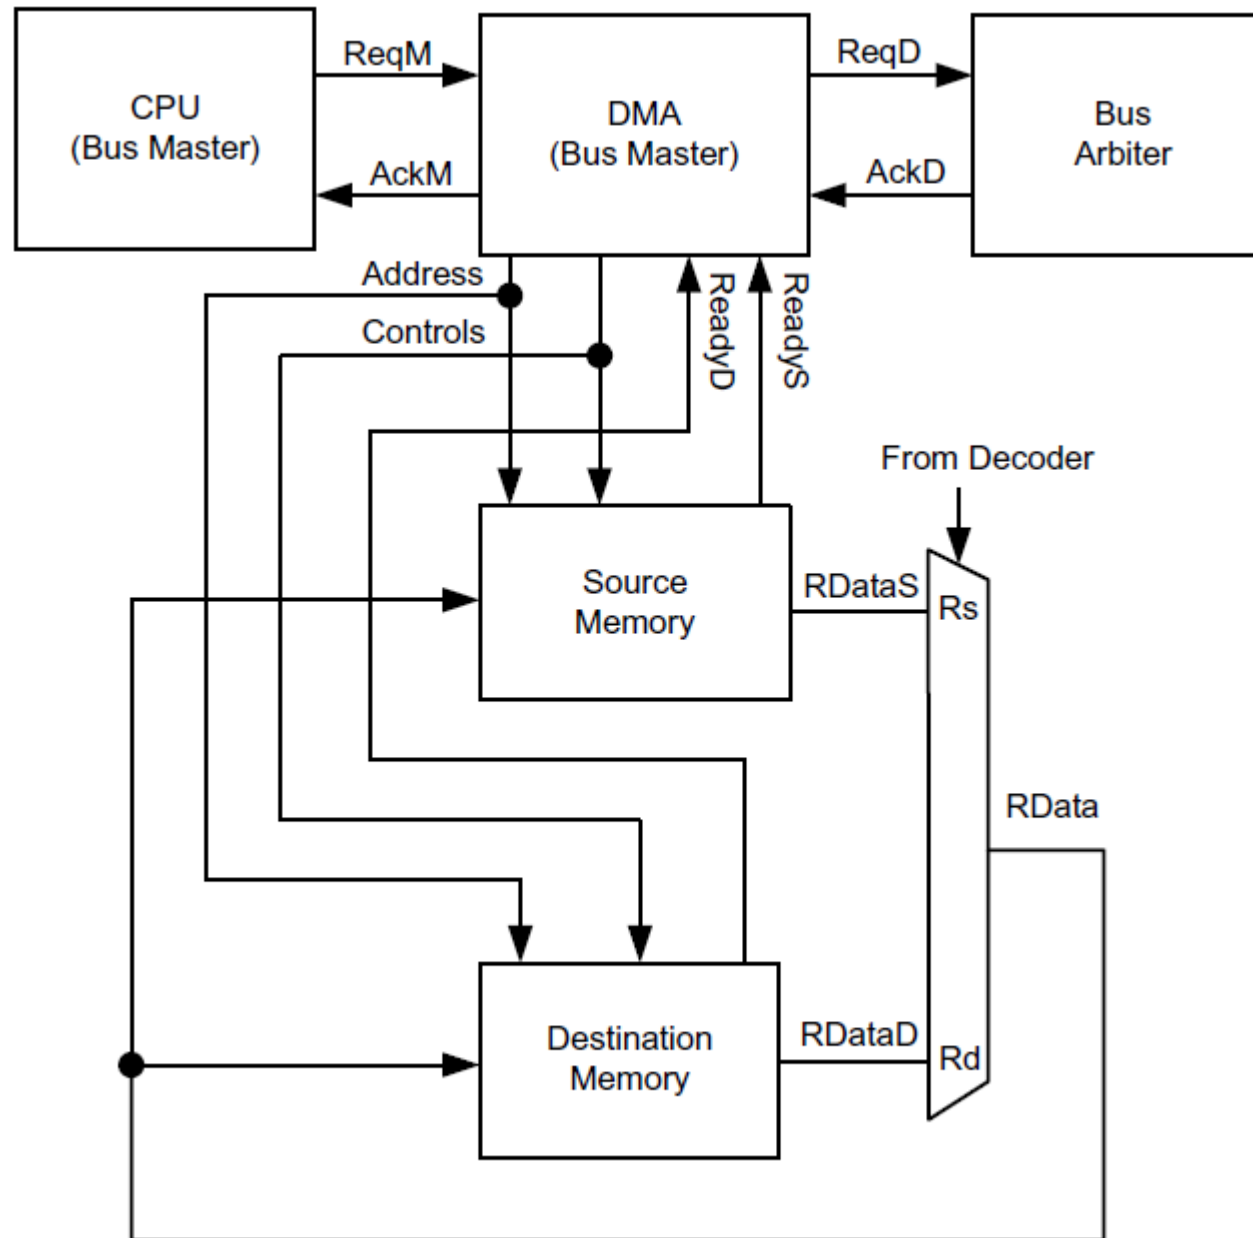 CPU
(Bus Master)
ReqM
AckM
DMA
(Bus Master)
ReqD
AckD
Bus
Arbiter
Address
Controls
ReadyD
ReadyS
From Decoder
Source
Memory
RDataS
Rs
RData
Destination
Memory
RDataD
Rd